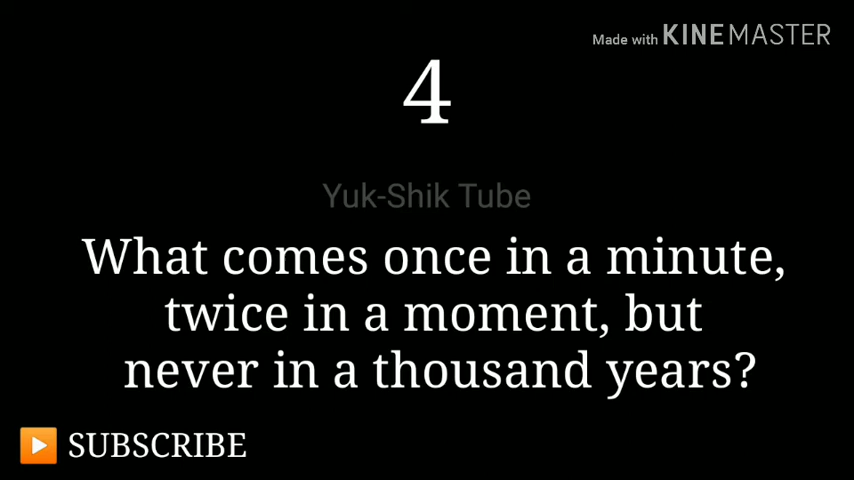 Made with KINEMASTER
4
Yuk-Shik Tube
What comes once in a minute,
twice in a moment, but
never in a thousand years?
SUBSCRIBE